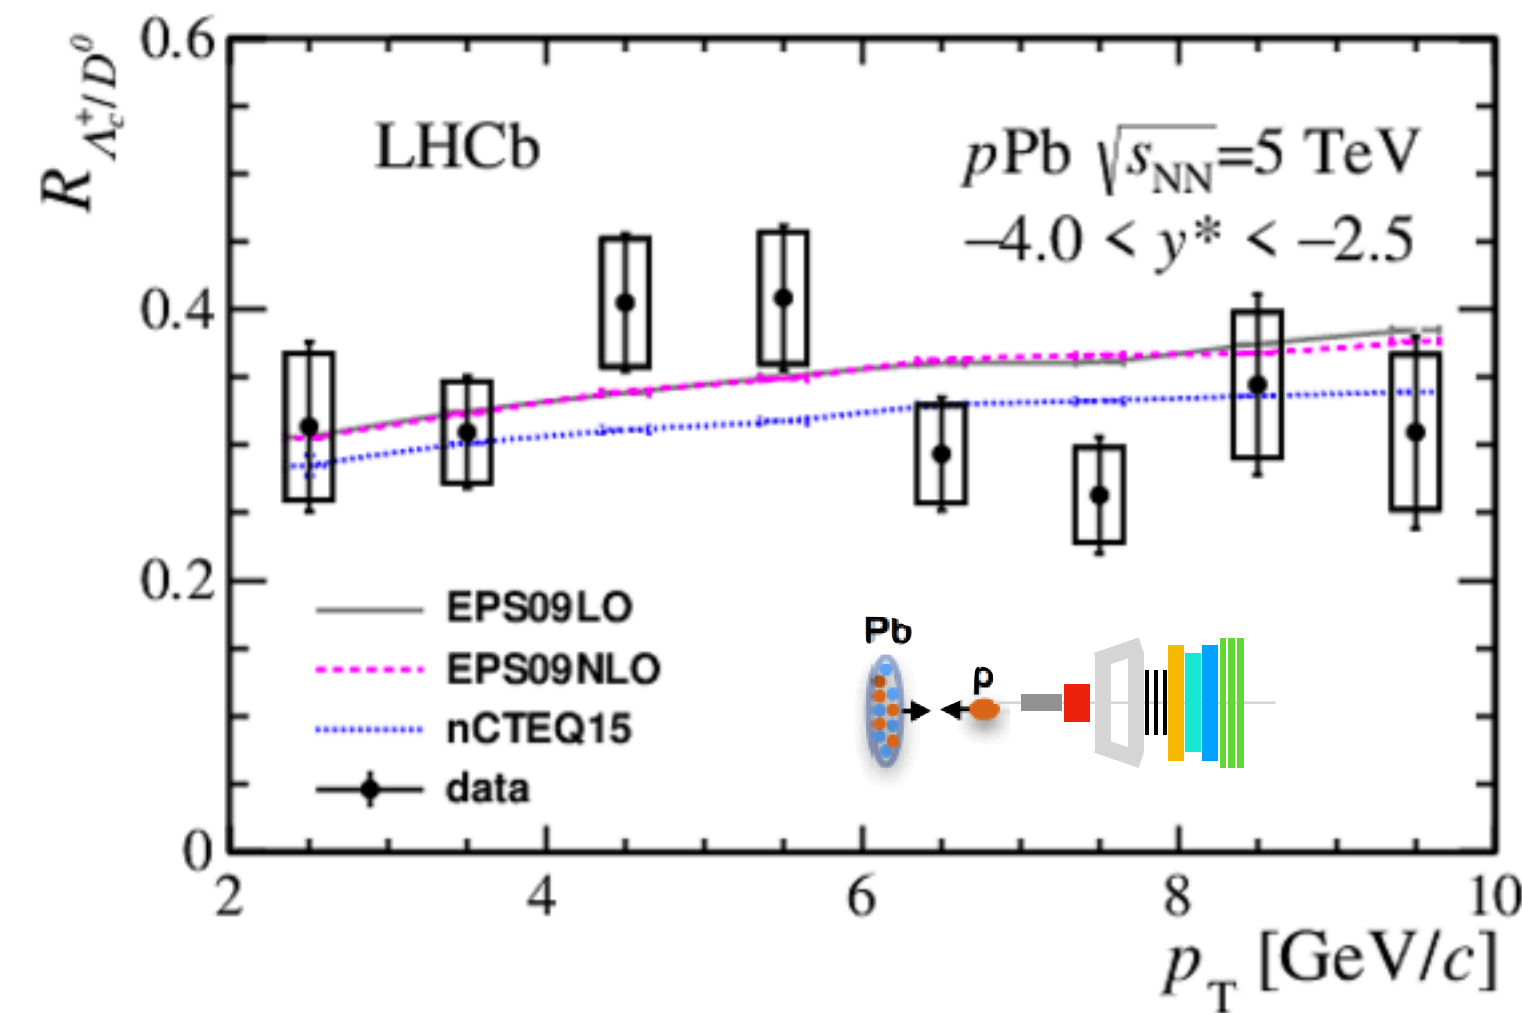 0.6
R Λc+/D0
LHCb
pPb √sNN=5 TeV
–4.0 < y* < –2.5
0.4
0.2
EPS09LO
EPS09NLO
nCTEQ15
data
Pb
p
0
2 4 6 8 10
pT [GeV/c]